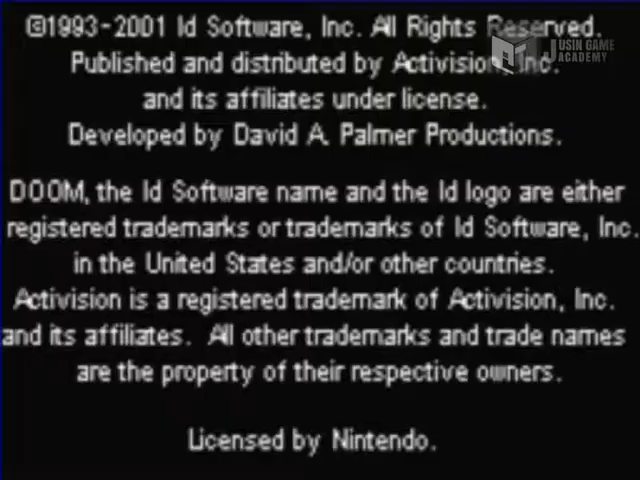 ©1993-2001 Id Software, Inc. All Rights Reserved.
Published and distributed by Activision, Inc.
and its affiliates under license.
Developed by David A. Palmer Productions.
DOOM, the Id Software name and the Id logo are either
registered trademarks or trademarks of Id Software, Inc.
in the United States and/or other countries.
Activision is a registered trademark of Activision, Inc.
and its affiliates. All other trademarks and trade names
are the property of their respective owners.
Licensed by Nintendo.
JUSIN GAME
ACADEMY